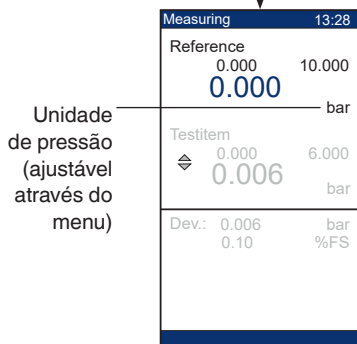 Measuring 13:28
Reference
0.000 10.000
0.000
bar
Unidade
de pressão
(ajustável
através do
menu)
Testitem
0.000 6.000
0.006
bar
Dev.: 0.006 bar
0.10 %FS